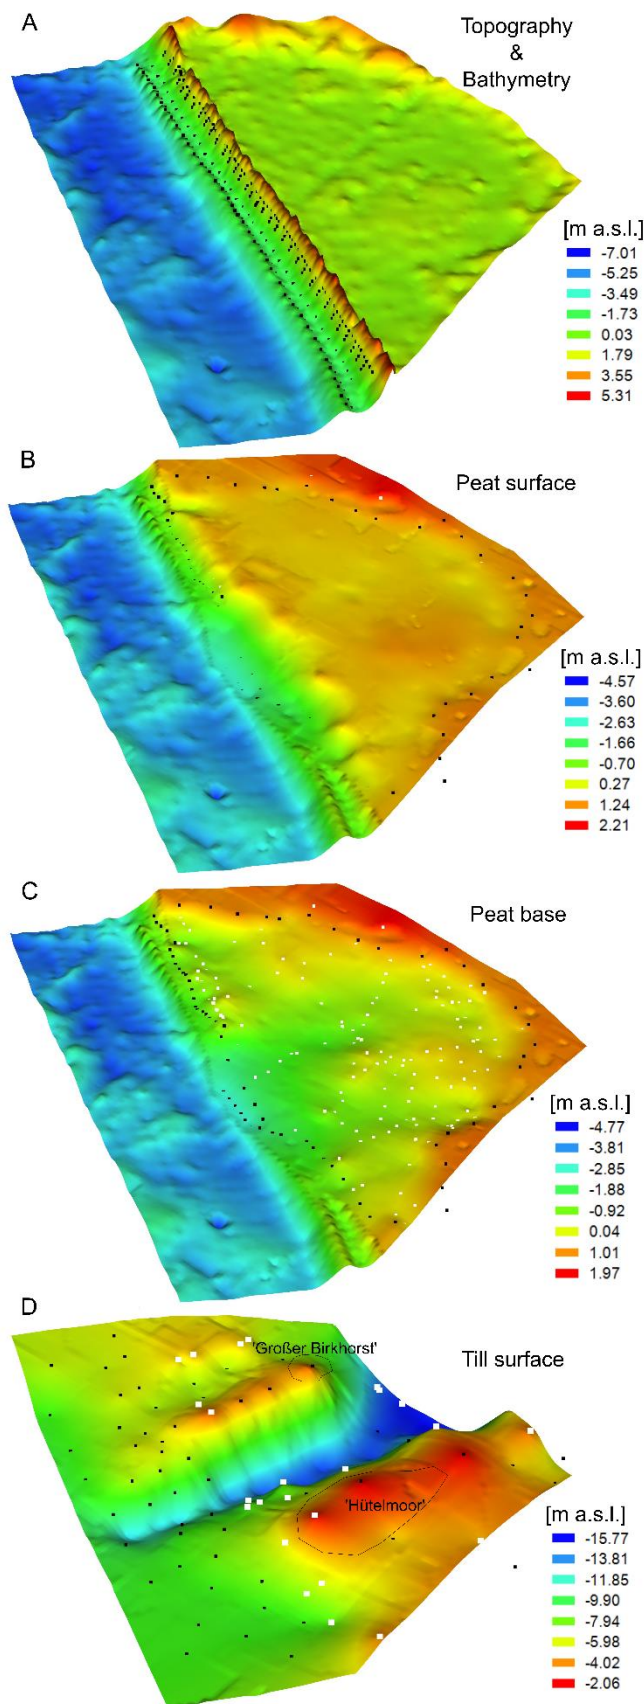 A
Topography
&
Bathymetry
[m a.s.l.]
-7.01
-5.25
-3.49
-1.73
0.03
1.79
3.55
5.31
B
Peat surface
[m a.s.l.]
-4.57
-3.60
-2.63
-1.66
-0.70
0.27
1.24
2.21
C
Peat base
[m a.s.l.]
-4.77
-3.81
-2.85
-1.88
-0.92
0.04
1.01
1.97
D
'Großer Birkhorst'
Till surface
'Hütelmoor'
[m a.s.l.]
-15.77
-13.81
-11.85
-9.90
-7.94
-5.98
-4.02
-2.06